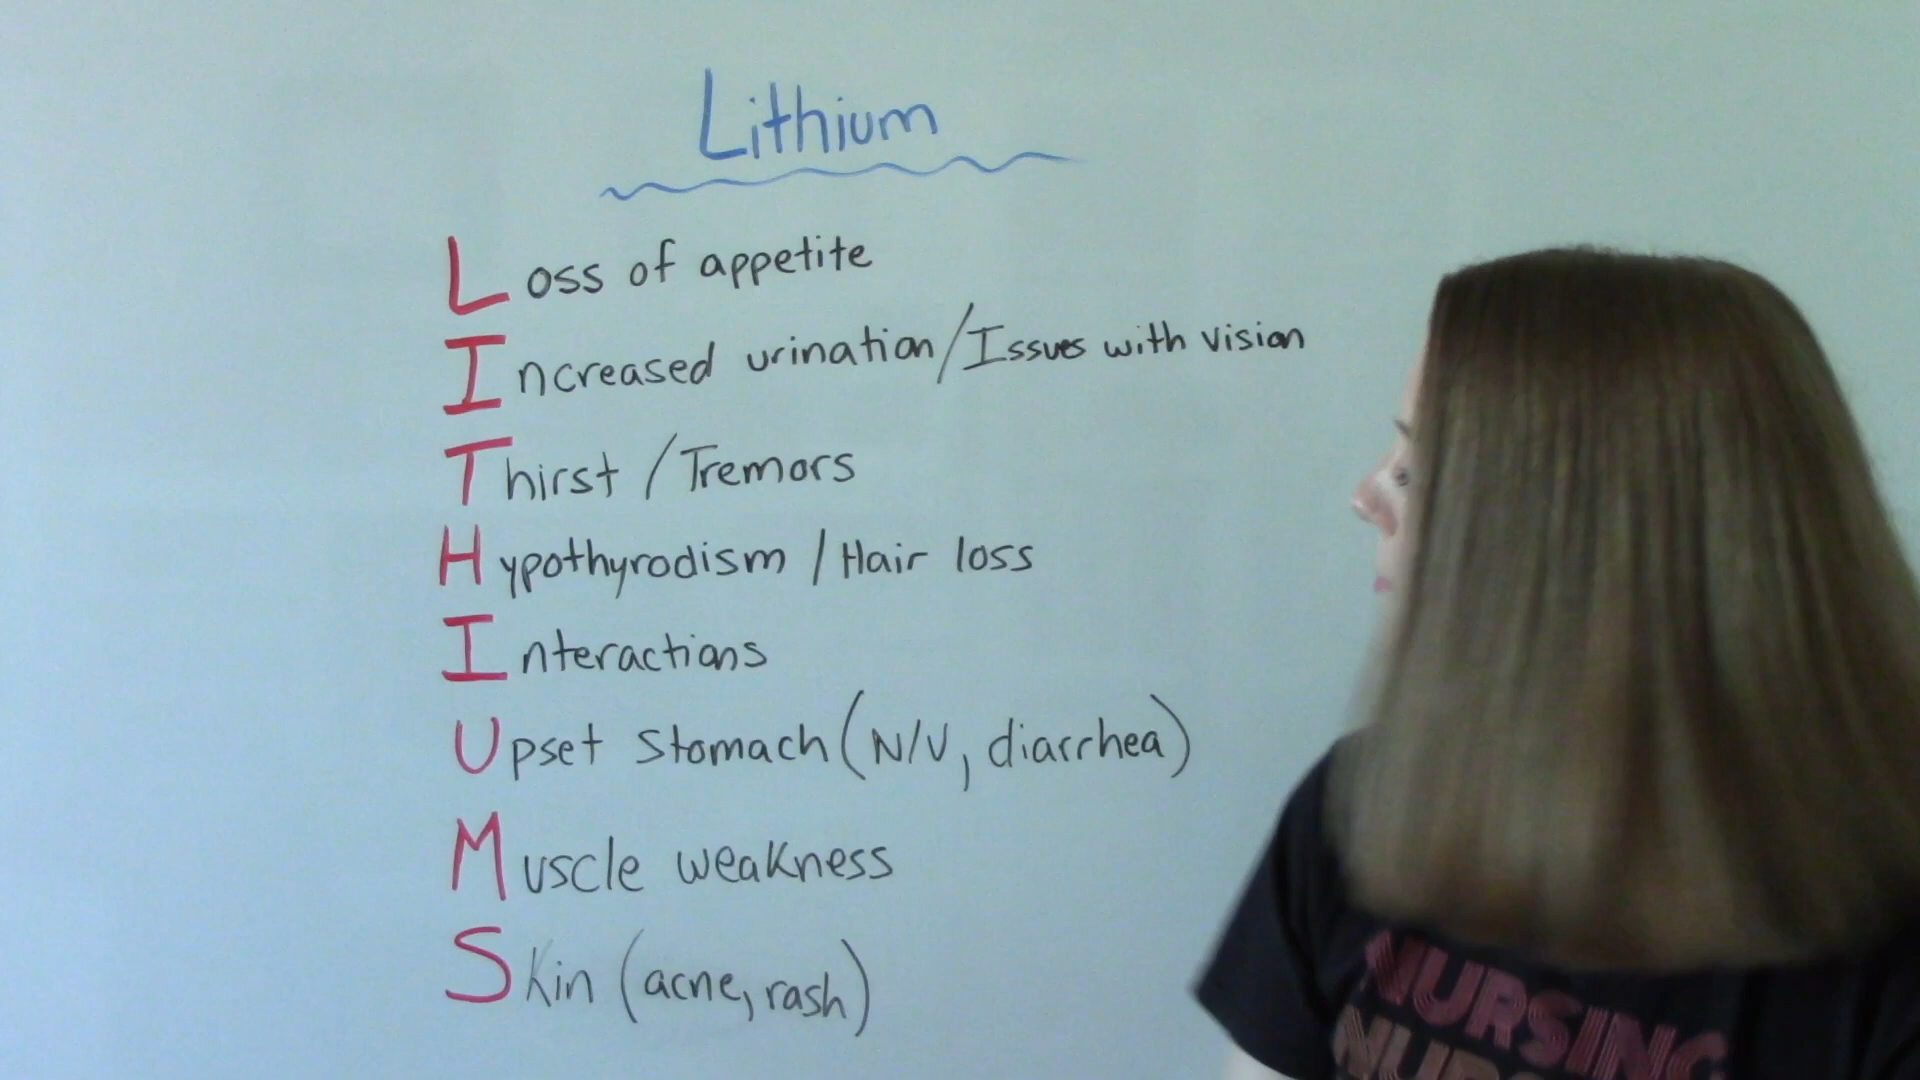 Lithium
Loss of appetite
Increased urination/Issues with vision
Thirst/Tremors
Hypothyrodism/Hair loss
Interactions
Upset stomach (N/V, diarrhea)
Muscle weakness
Skin (acne, rash)
NURSING